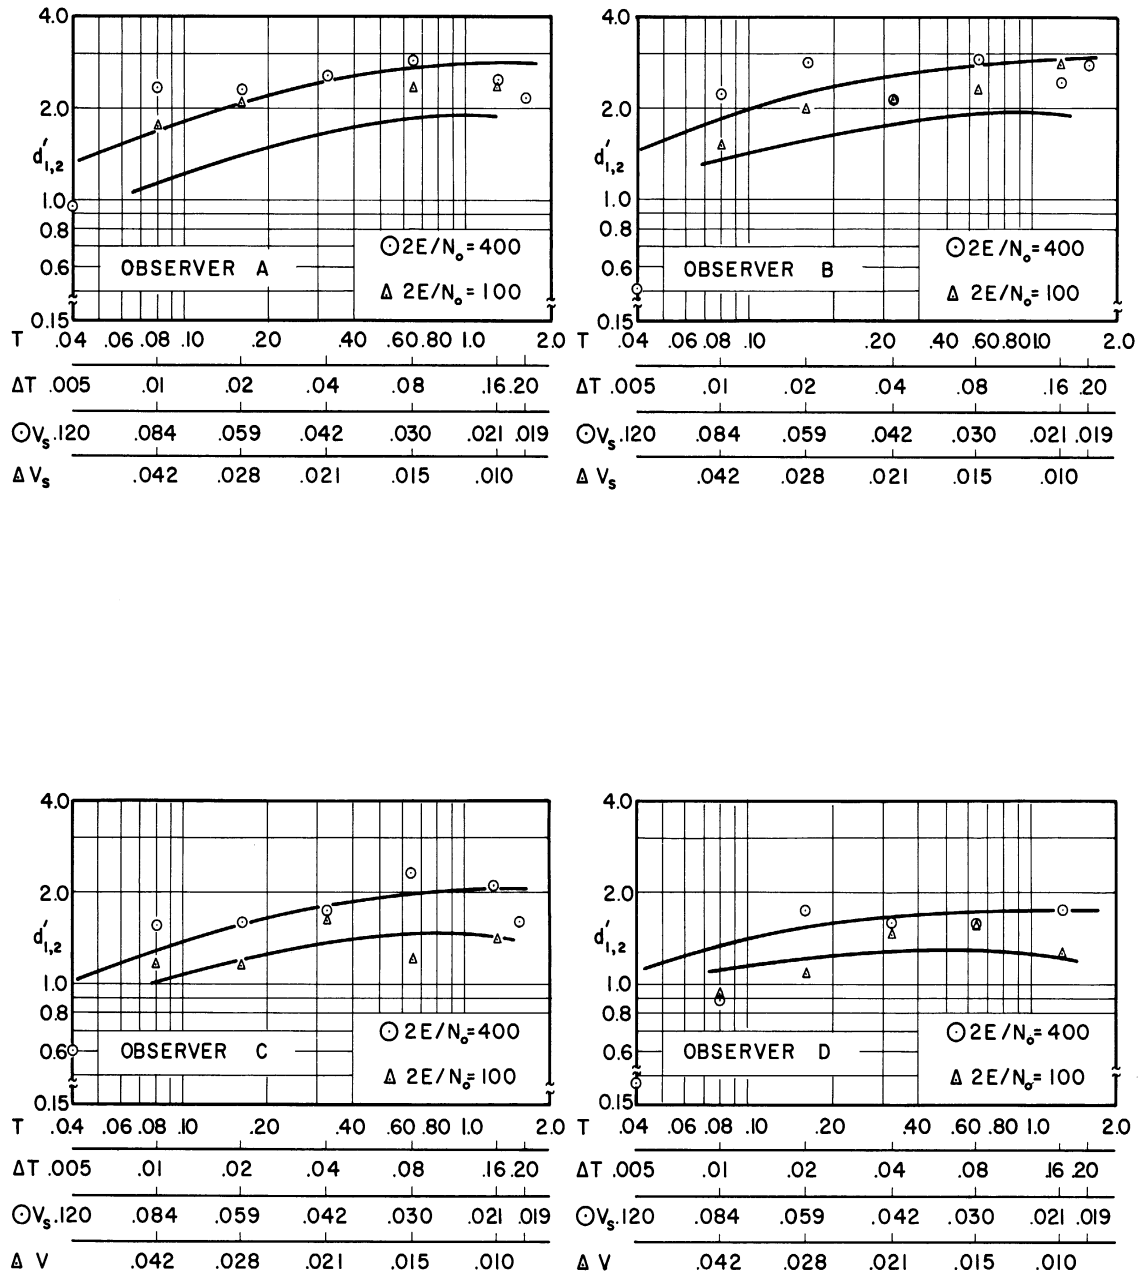 4.0
2.0
d′1,2
1.0
0.8
0.6
0.15
OBSERVER A
⊙ 2E/No = 400
Δ 2E/No = 100
T .04 .06 .08 .10 .20 .40 .60 .80 1.0 2.0
ΔT .005 .01 .02 .04 .08 .16 .20
⊙Vs .120 .084 .059 .042 .030 .021 .019
Δ Vs .042 .028 .021 .015 .010
4.0
2.0
d′1,2
1.0
0.8
0.6
0.15
OBSERVER B
⊙ 2E/No = 400
Δ 2E/No = 100
T .04 .06 .08 .10 .20 .40 .60 .80 1.0 2.0
ΔT .005 .01 .02 .04 .08 .16 .20
⊙Vs .120 .084 .059 .042 .030 .021 .019
Δ Vs .042 .028 .021 .015 .010
4.0
2.0
d′1,2
1.0
0.8
0.6
0.15
OBSERVER C
⊙ 2E/No = 400
Δ 2E/No = 100
T .04 .06 .08 .10 .20 .40 .60 .80 1.0 2.0
ΔT .005 .01 .02 .04 .08 .16 .20
⊙Vs .120 .084 .059 .042 .030 .021 .019
Δ V .042 .028 .021 .015 .010
4.0
2.0
d′1,2
1.0
0.8
0.6
0.15
OBSERVER D
⊙ 2E/No = 400
Δ 2E/No = 100
T .04 .06 .08 .10 .20 .40 .60 .80 1.0 2.0
ΔT .005 .01 .02 .04 .08 .16 .20
⊙Vs .120 .084 .059 .042 .030 .021 .019
Δ V .042 .028 .021 .015 .010